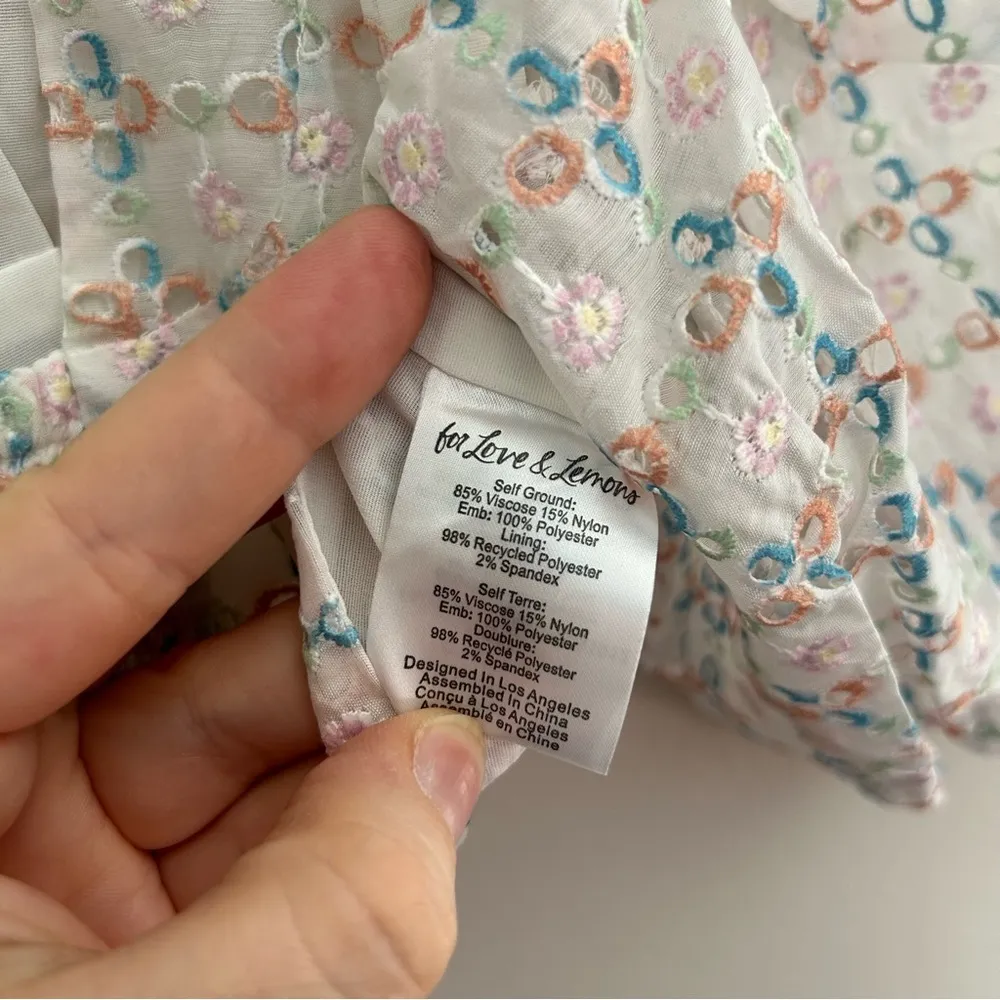 for Love & Lemons
Self Ground:
85% Viscose 15% Nylon
Emb: 100% Polyester
Lining:
98% Recycled Polyester
2% Spandex
Self Terre:
85% Viscose 15% Nylon
Emb: 100% Polyester
Doublure:
98% Recyclé Polyester
2% Spandex
Designed In Los Angeles
Assembled in China
Conçu à Los Angeles
Assemblé en Chine